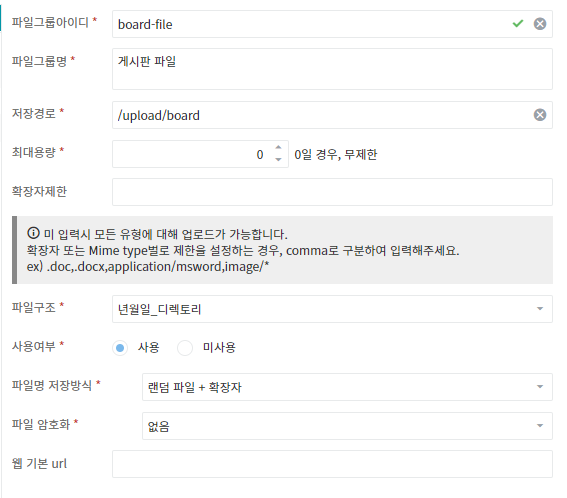 파일그룹아이디 * board-file
파일그룹명 * 게시판 파일
저장경로 * /upload/board
최대용량 * 0 0일 경우, 무제한
확장자제한
미 입력시 모든 유형에 대해 업로드가 가능합니다.
확장자 또는 Mime type별로 제한을 설정하는 경우, comma로 구분하여 입력해주세요.
ex) .doc,.docx,application/msword,image/*
파일구조 * 년월일_디렉토리
사용여부 * 사용 미사용
파일명 저장방식 * 랜덤 파일 + 확장자
파일 암호화 * 없음
웹 기본 url